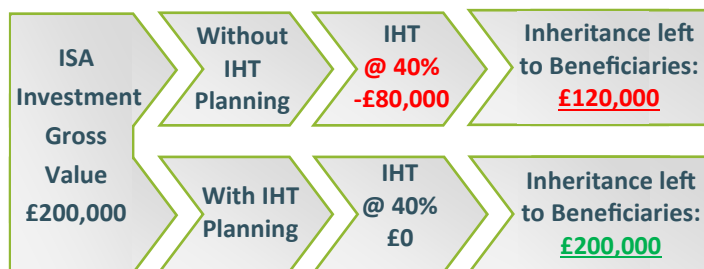 ISA
Investment
Gross
Value
£200,000
Without
IHT
Planning
IHT
@ 40%
-£80,000
Inheritance left
to Beneficiaries:
£120,000
With IHT
Planning
IHT
@ 40%
£0
Inheritance left
to Beneficiaries:
£200,000